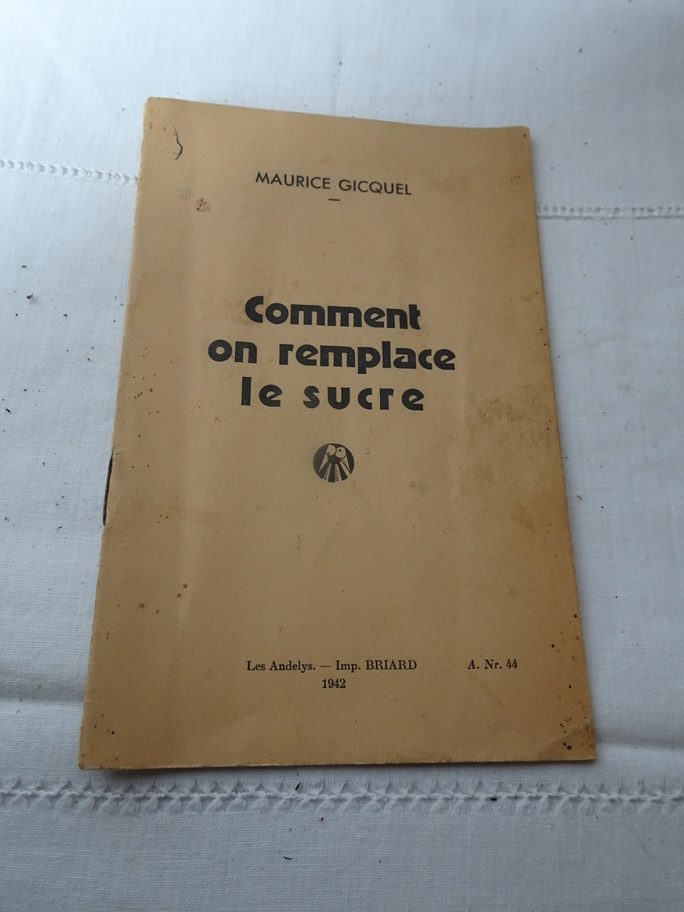 MAURICE GICQUEL
Comment
on remplace
le sucre
Les Andelys. — Imp. BRIARD A. Nr. 44
1942